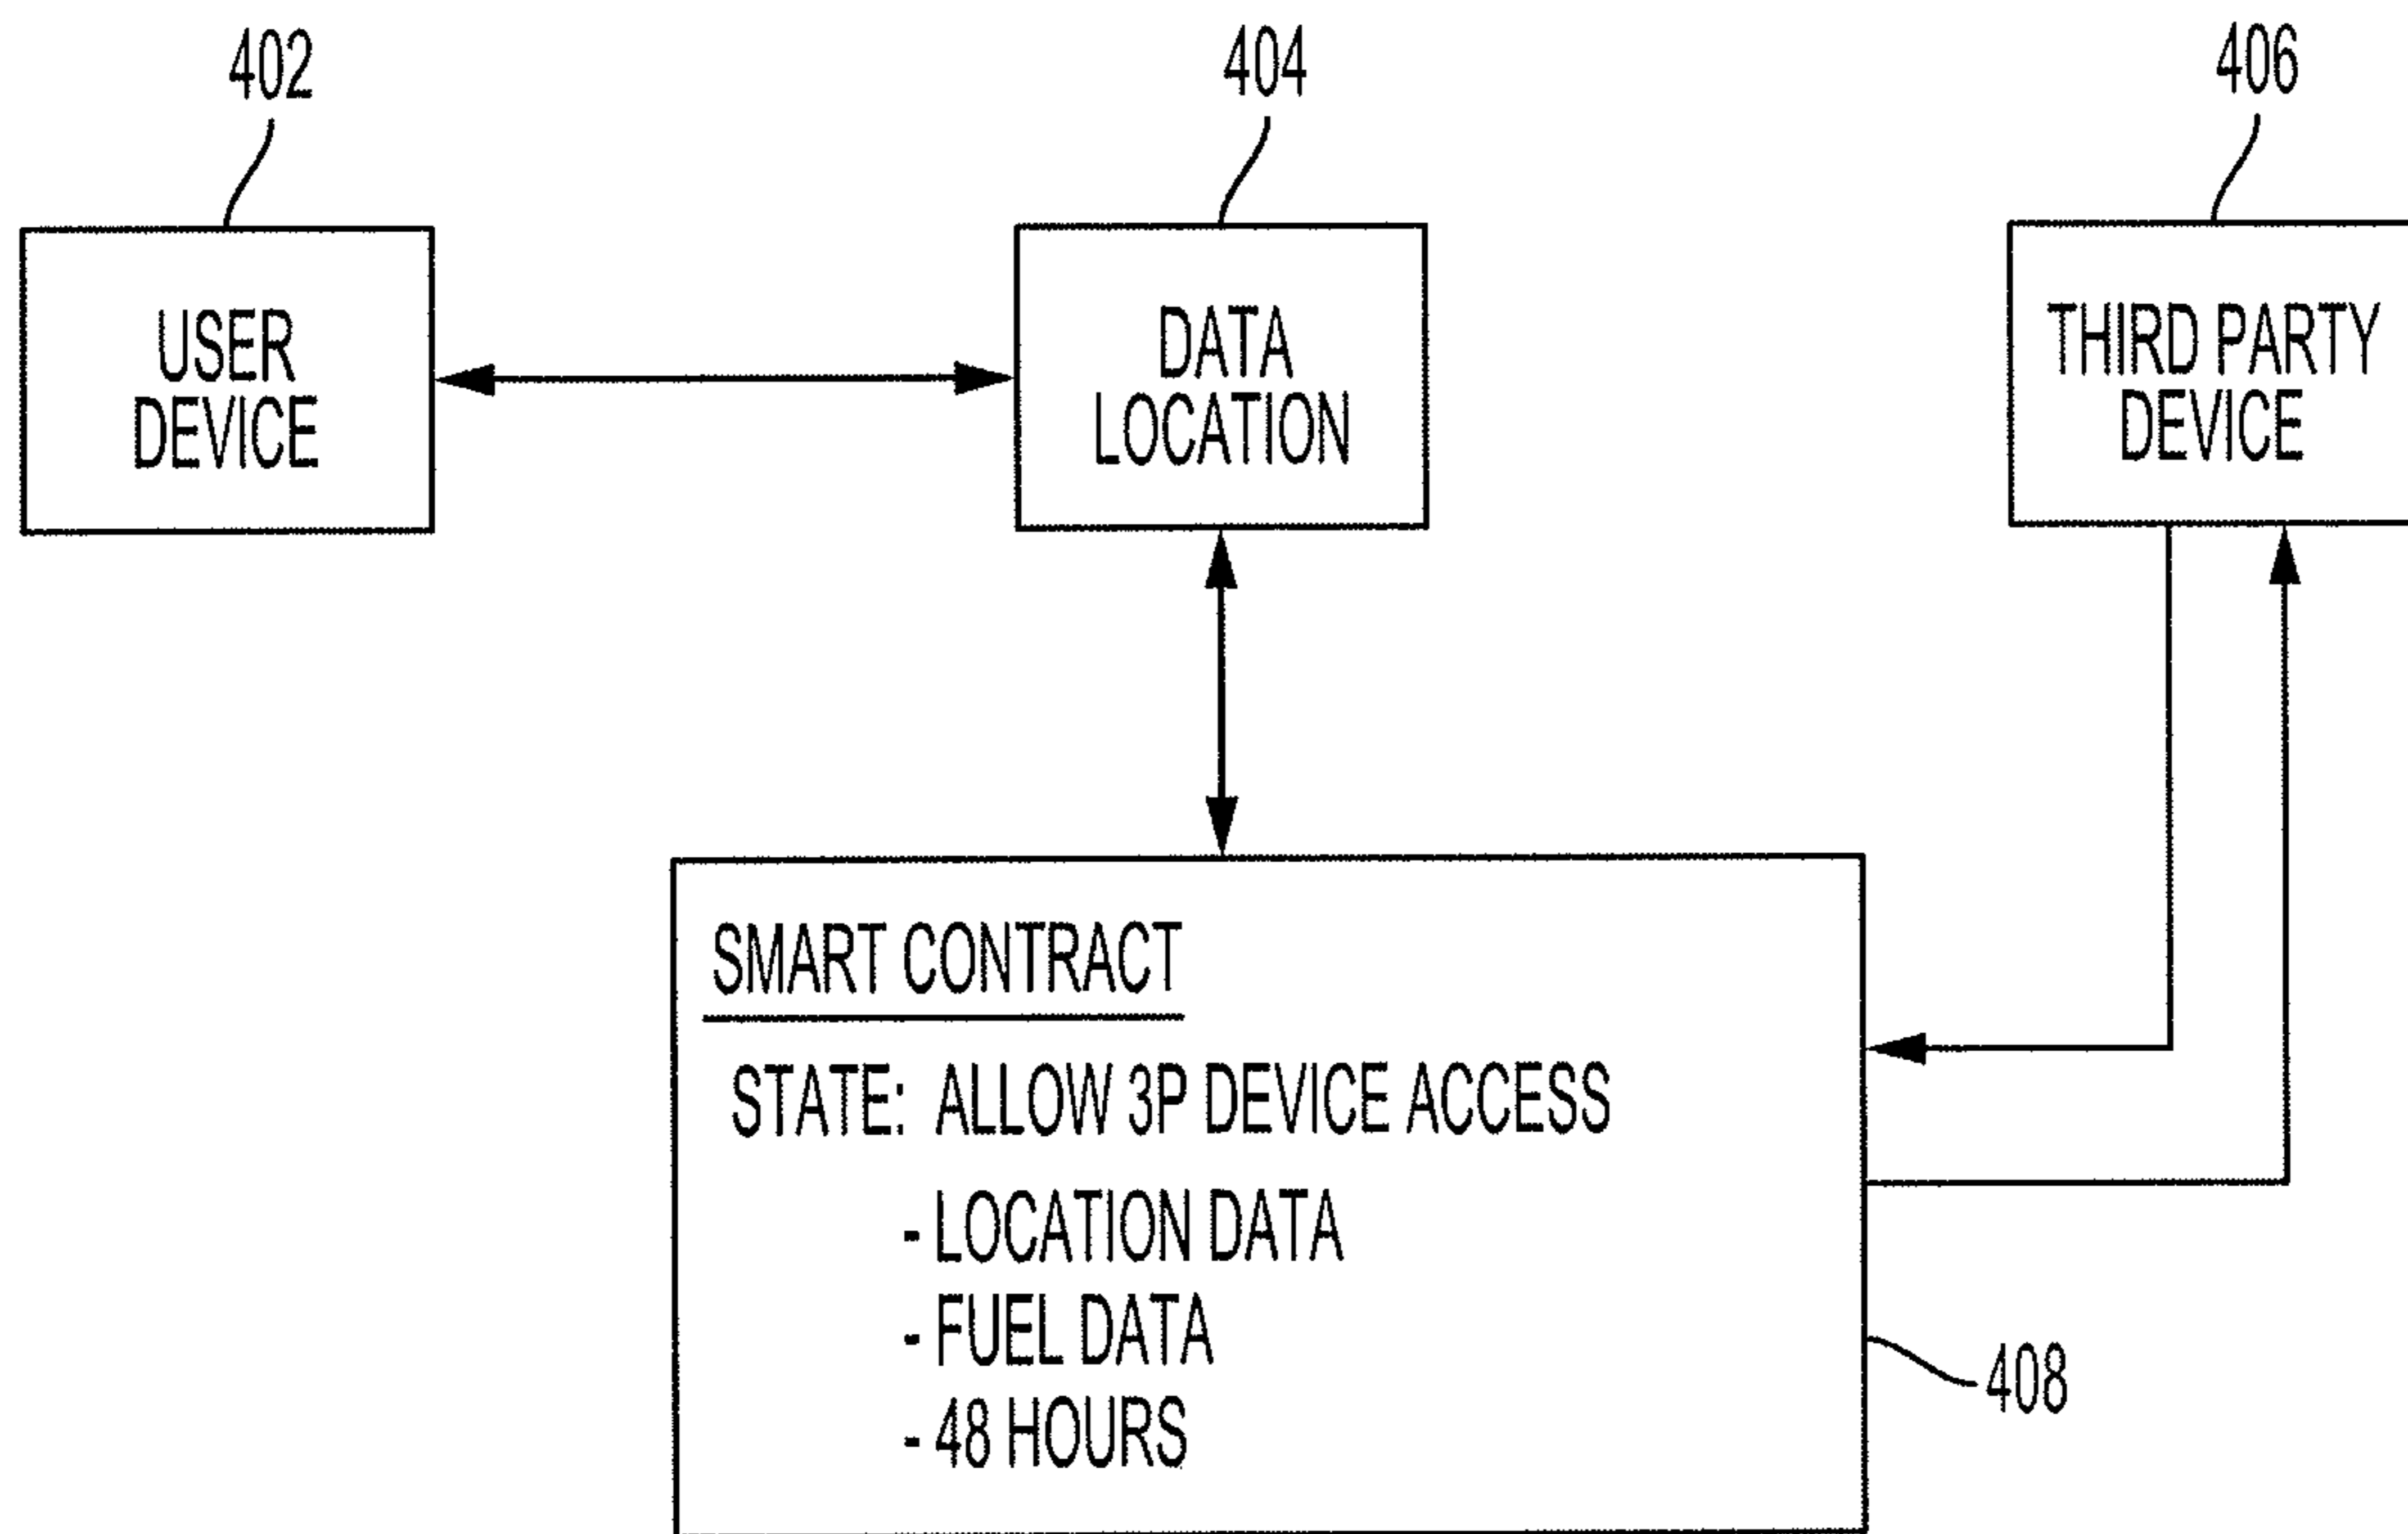 402
404
406
USER
DEVICE
DATA
LOCATION
THIRD PARTY
DEVICE
SMART CONTRACT
STATE: ALLOW 3P DEVICE ACCESS
- LOCATION DATA
- FUEL DATA
- 48 HOURS
408